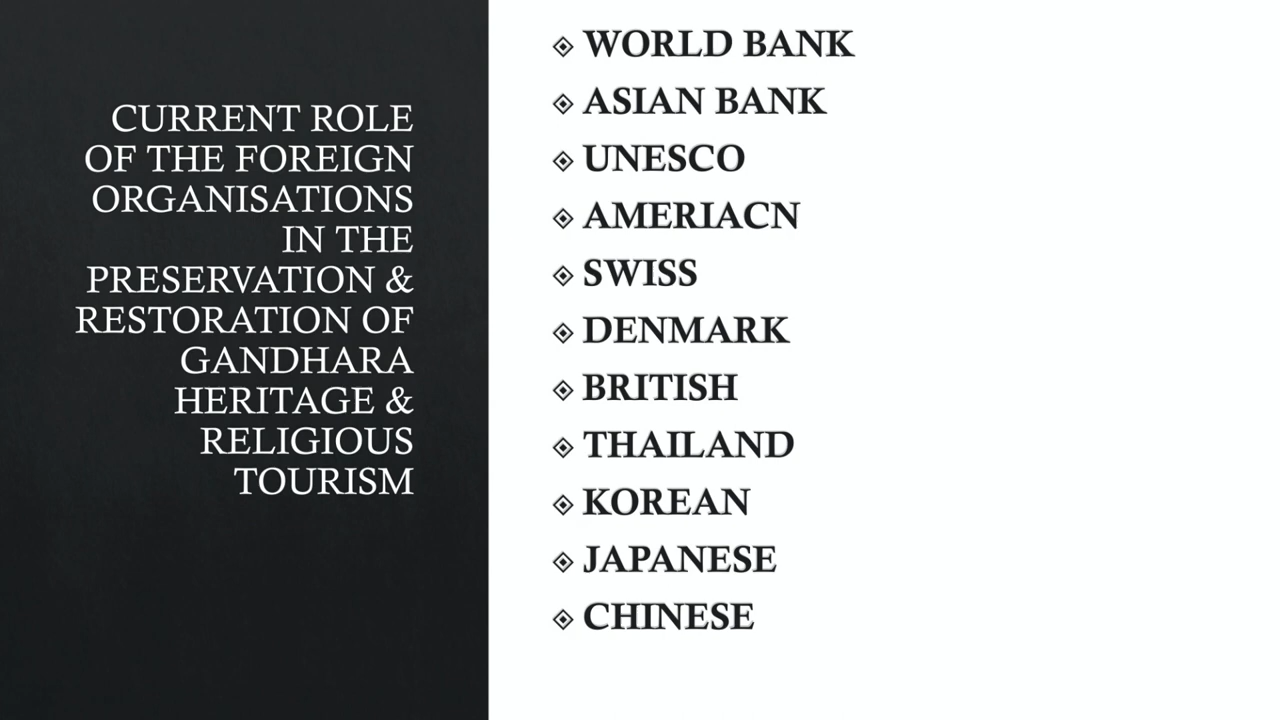 CURRENT ROLE
OF THE FOREIGN
ORGANISATIONS
IN THE
PRESERVATION &
RESTORATION OF
GANDHARA
HERITAGE &
RELIGIOUS
TOURISM
WORLD BANK
ASIAN BANK
UNESCO
AMERIACN
SWISS
DENMARK
BRITISH
THAILAND
KOREAN
JAPANESE
CHINESE